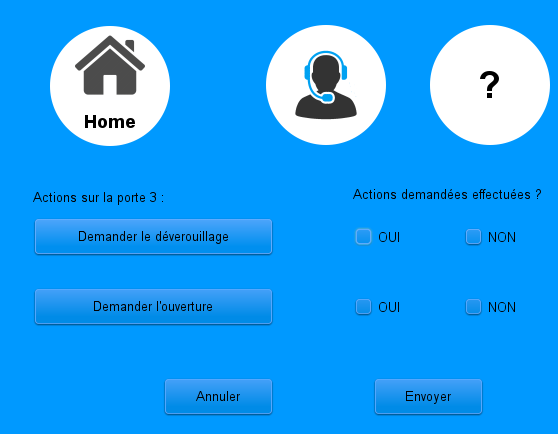 Home
?
Actions sur la porte 3 :
Actions demandées effectuées ?
Demander le déverouillage
OUI
NON
Demander l'ouverture
OUI
NON
Annuler
Envoyer